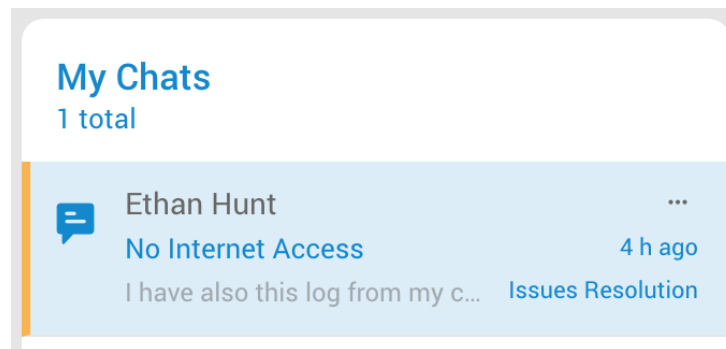 My Chats
1 total
Ethan Hunt ...
No Internet Access 4 h ago
I have also this log from my c... Issues Resolution